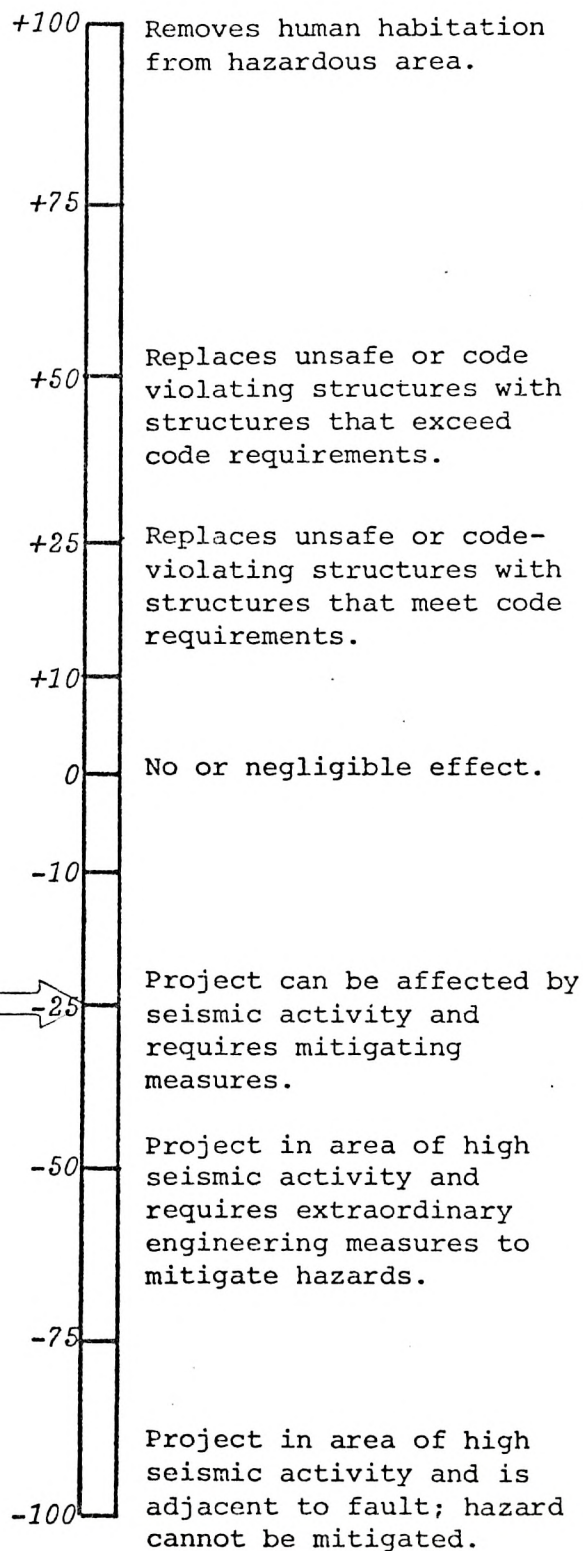 +100 Removes human habitation
from hazardous area.
+75
+50 Replaces unsafe or code
violating structures with
structures that exceed
code requirements.
+25 Replaces unsafe or code-
violating structures with
structures that meet code
requirements.
+10
0 No or negligible effect.
-10
-25 Project can be affected by
seismic activity and
requires mitigating
measures.
-50 Project in area of high
seismic activity and
requires extraordinary
engineering measures to
mitigate hazards.
-75
Project in area of high
seismic activity and is
-100 adjacent to fault; hazard
cannot be mitigated.